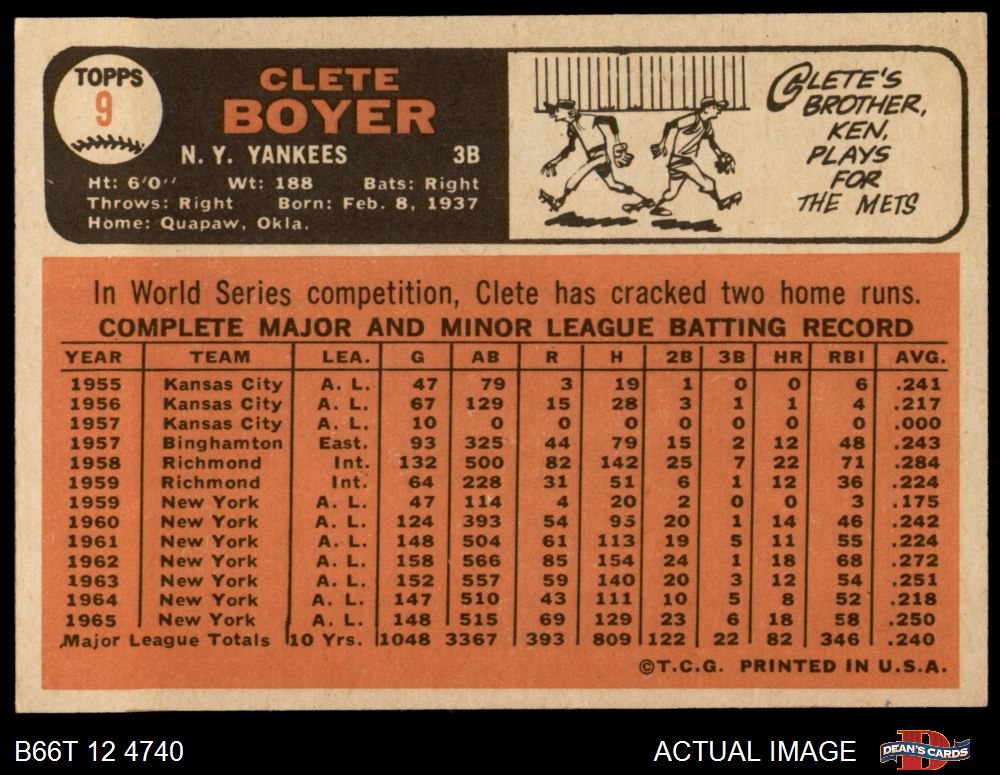 TOPPS
9
CLETE
BOYER
N. Y. YANKEES 3B
Ht: 6'0'' Wt: 188 Bats: Right
Throws: Right Born: Feb. 8, 1937
Home: Quapaw, Okla.
CLETE'S
BROTHER,
KEN,
PLAYS
FOR
THE METS
In World Series competition, Clete has cracked two home runs.
COMPLETE MAJOR AND MINOR LEAGUE BATTING RECORD
YEAR TEAM LEA. G AB R H 2B 3B HR RBI AVG.
1955 Kansas City A. L. 47 79 3 19 1 0 0 6 .241
1956 Kansas City A. L. 67 129 15 28 3 1 1 4 .217
1957 Kansas City A. L. 10 0 0 0 0 0 0 0 .000
1957 Binghamton East. 93 325 44 79 15 2 12 48 .243
1958 Richmond Int. 132 500 82 142 25 7 22 71 .284
1959 Richmond Int. 64 228 31 51 6 1 12 36 .224
1959 New York A. L. 47 114 4 20 2 0 0 3 .175
1960 New York A. L. 124 393 54 95 20 1 14 46 .242
1961 New York A. L. 148 504 61 113 19 5 11 55 .224
1962 New York A. L. 158 566 85 154 24 1 18 68 .272
1963 New York A. L. 152 557 59 140 20 3 12 54 .251
1964 New York A. L. 147 510 43 111 10 5 8 52 .218
1965 New York A. L. 148 515 69 129 23 6 18 58 .250
Major League Totals 10 Yrs. 1048 3367 393 809 122 22 82 346 .240
©T.C.G. PRINTED IN U.S.A.
B66T 12 4740 ACTUAL IMAGE DEAN'S CARDS